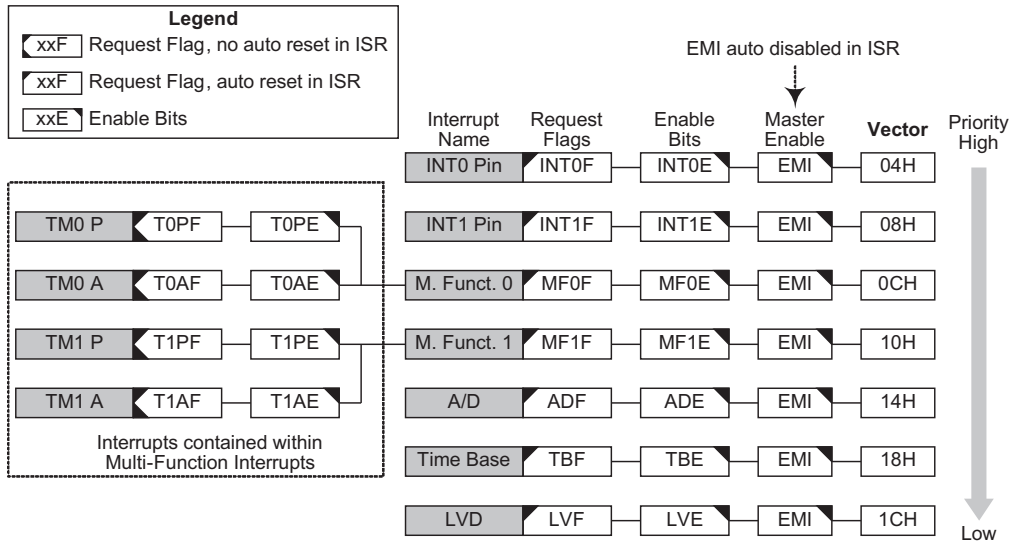 Legend
xxF Request Flag, no auto reset in ISR
xxF Request Flag, auto reset in ISR
xxE Enable Bits
EMI auto disabled in ISR
Interrupt Name Request Flags Enable Bits Master Enable Vector Priority High
INT0 Pin INT0F INT0E EMI 04H
TM0 P T0PF T0PE INT1 Pin INT1F INT1E EMI 08H
TM0 A T0AF T0AE M. Funct. 0 MF0F MF0E EMI 0CH
TM1 P T1PF T1PE M. Funct. 1 MF1F MF1E EMI 10H
TM1 A T1AF T1AE A/D ADF ADE EMI 14H
Interrupts contained within
Multi-Function Interrupts
Time Base TBF TBE EMI 18H
LVD LVF LVE EMI 1CH
Low